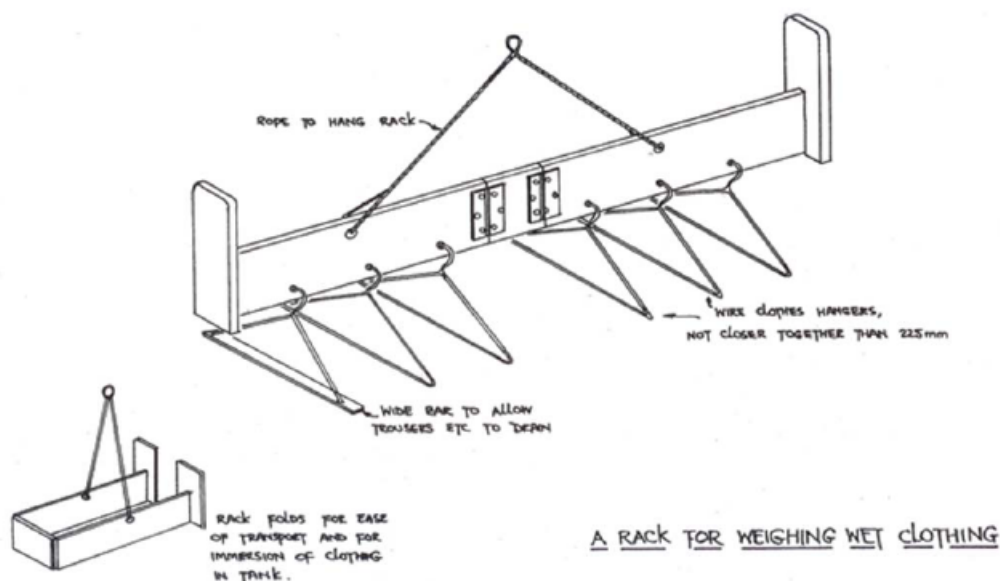 ROPE TO HANG RACK
WIRE CLOTHES HANGERS,
NOT CLOSER TOGETHER THAN 225mm
WIDE BAR TO ALLOW
TROUSERS ETC TO DRAIN
RACK FOLDS FOR EASE
OF TRANSPORT AND FOR
IMMERSION OF CLOTHING
IN TANK.
A RACK FOR WEIGHING WET CLOTHING